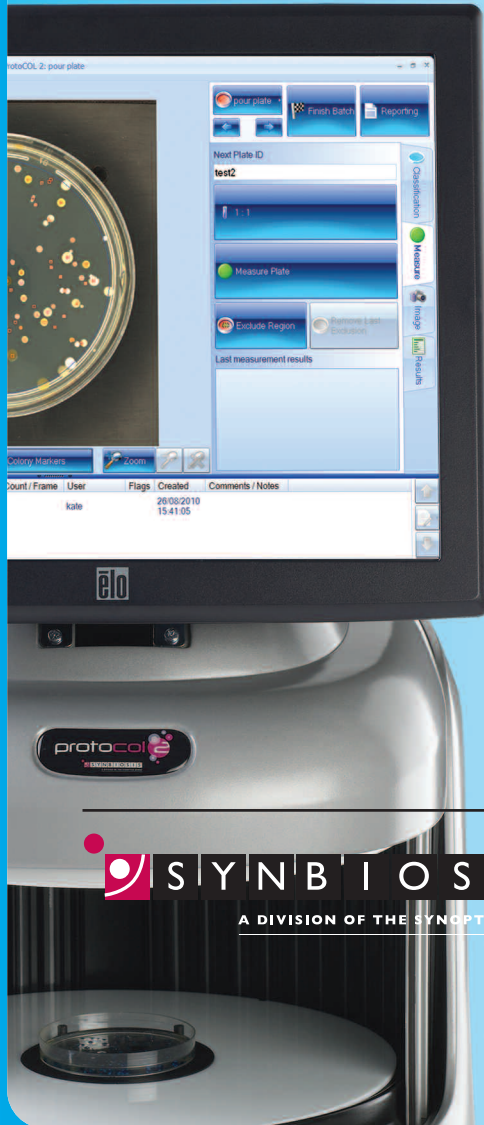 rotoCOL 2: pour plate
pour plate
Finish Batch
Reporting
Next Plate ID
test2
1 : 1
Measure Plate
Exclude Region
Remove Last Exclusion
Last measurement results
Classification
Measure
Image
Results
Colony Markers
Zoom
Count / Frame User Flags Created Comments / Notes
kate 26/08/2010
15:41:05
elo
protocol 2
SYNBIOSIS
SYNBIOS
A DIVISION OF THE SYNOPT